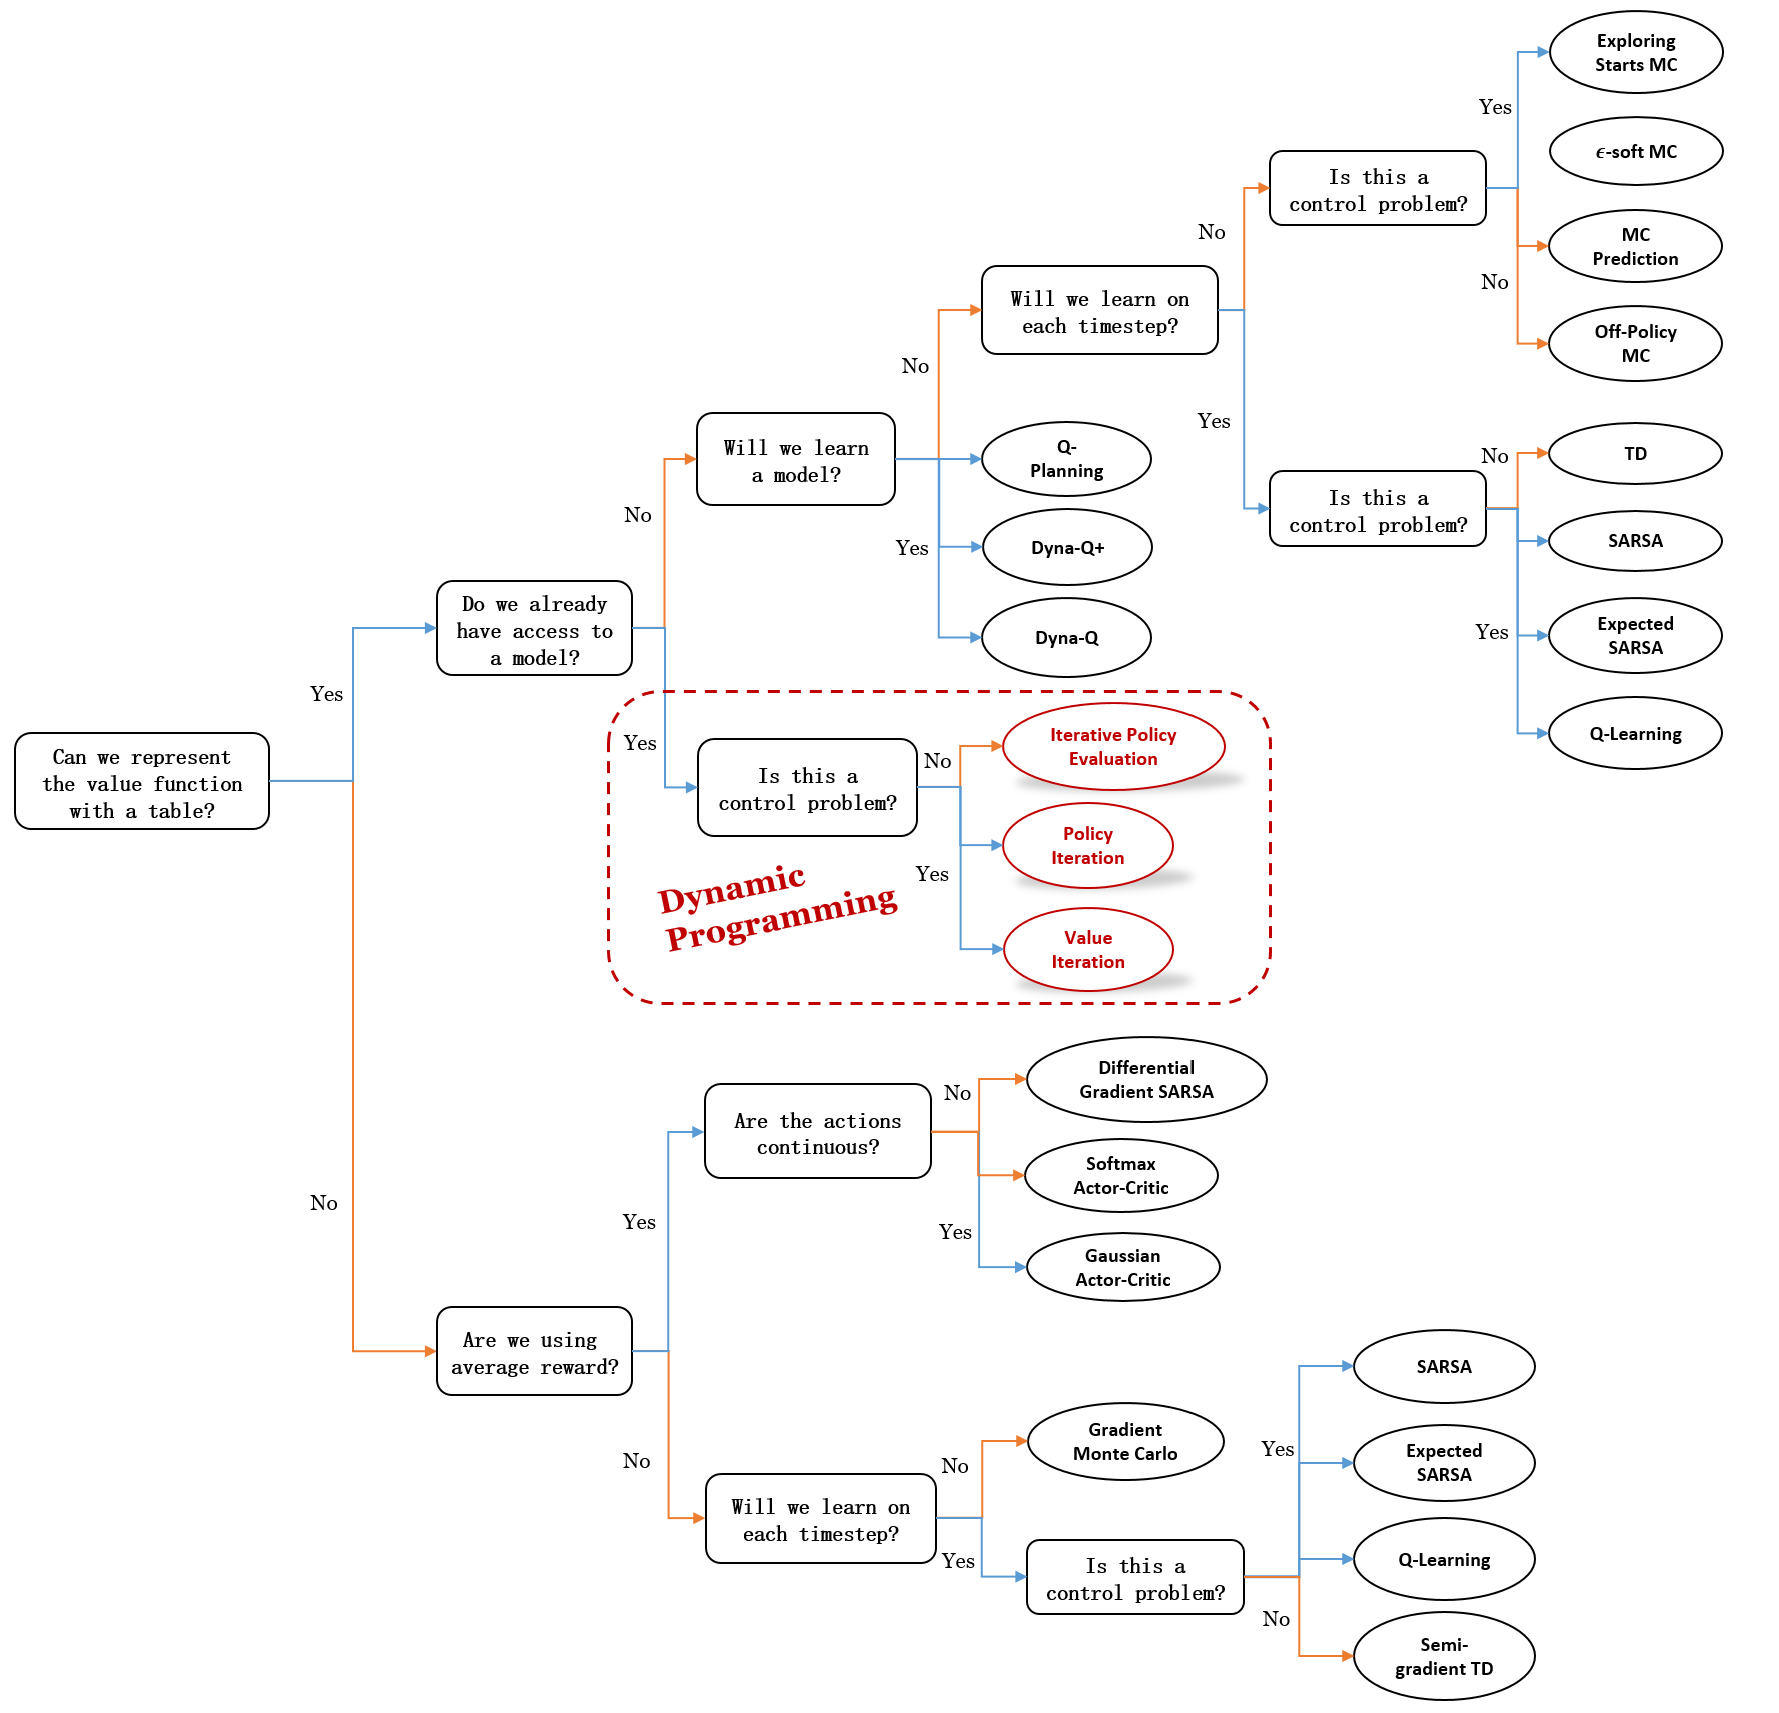 Exploring
Starts MC
Yes
ϵ-soft MC
Is this a
control problem?
MC
Prediction
No
No
Off-Policy
MC
Will we learn on
each timestep?
No
Yes
TD
No
Will we learn
a model?
Q-
Planning
Is this a
control problem?
SARSA
No
Yes
Dyna-Q+
Expected
SARSA
Yes
Do we already
have access to
a model?
Dyna-Q
Q-Learning
Yes
Can we represent
the value function
with a table?
Yes
Is this a
control problem?
No
Iterative Policy
Evaluation
Policy
Iteration
Yes
Value
Iteration
Dynamic
Programming
No
Are the actions
continuous?
No
Differential
Gradient SARSA
Softmax
Actor-Critic
Yes
Yes
Gaussian
Actor-Critic
Are we using
average reward?
No
Will we learn on
each timestep?
No
Gradient
Monte Carlo
Yes
Is this a
control problem?
Yes
SARSA
Expected
SARSA
Q-Learning
No
Semi-
gradient TD